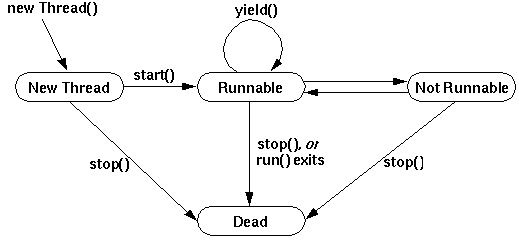 new Thread()
yield()
start()
New Thread
Runnable
Not Runnable
stop(), or
run() exits
stop()
stop()
Dead